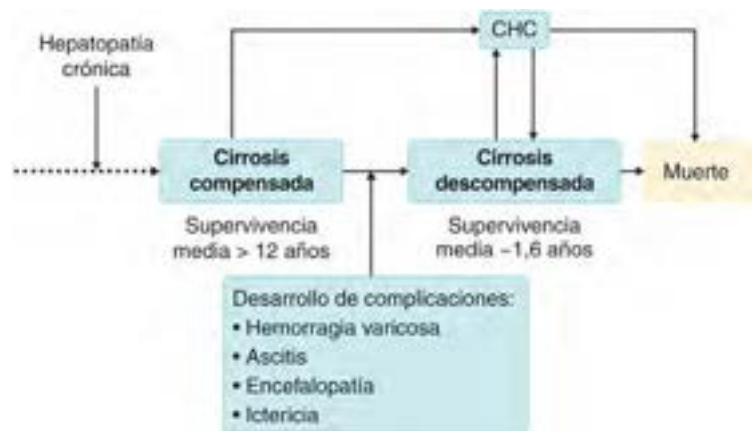 Hepatopatía
crónica
CHC
Cirrosis
compensada
Cirrosis
descompensada
Muerte
Supervivencia
media > 12 años
Supervivencia
media ~1,6 años
Desarrollo de complicaciones:
• Hemorragia varicosa
• Ascitis
• Encefalopatía
• Ictericia